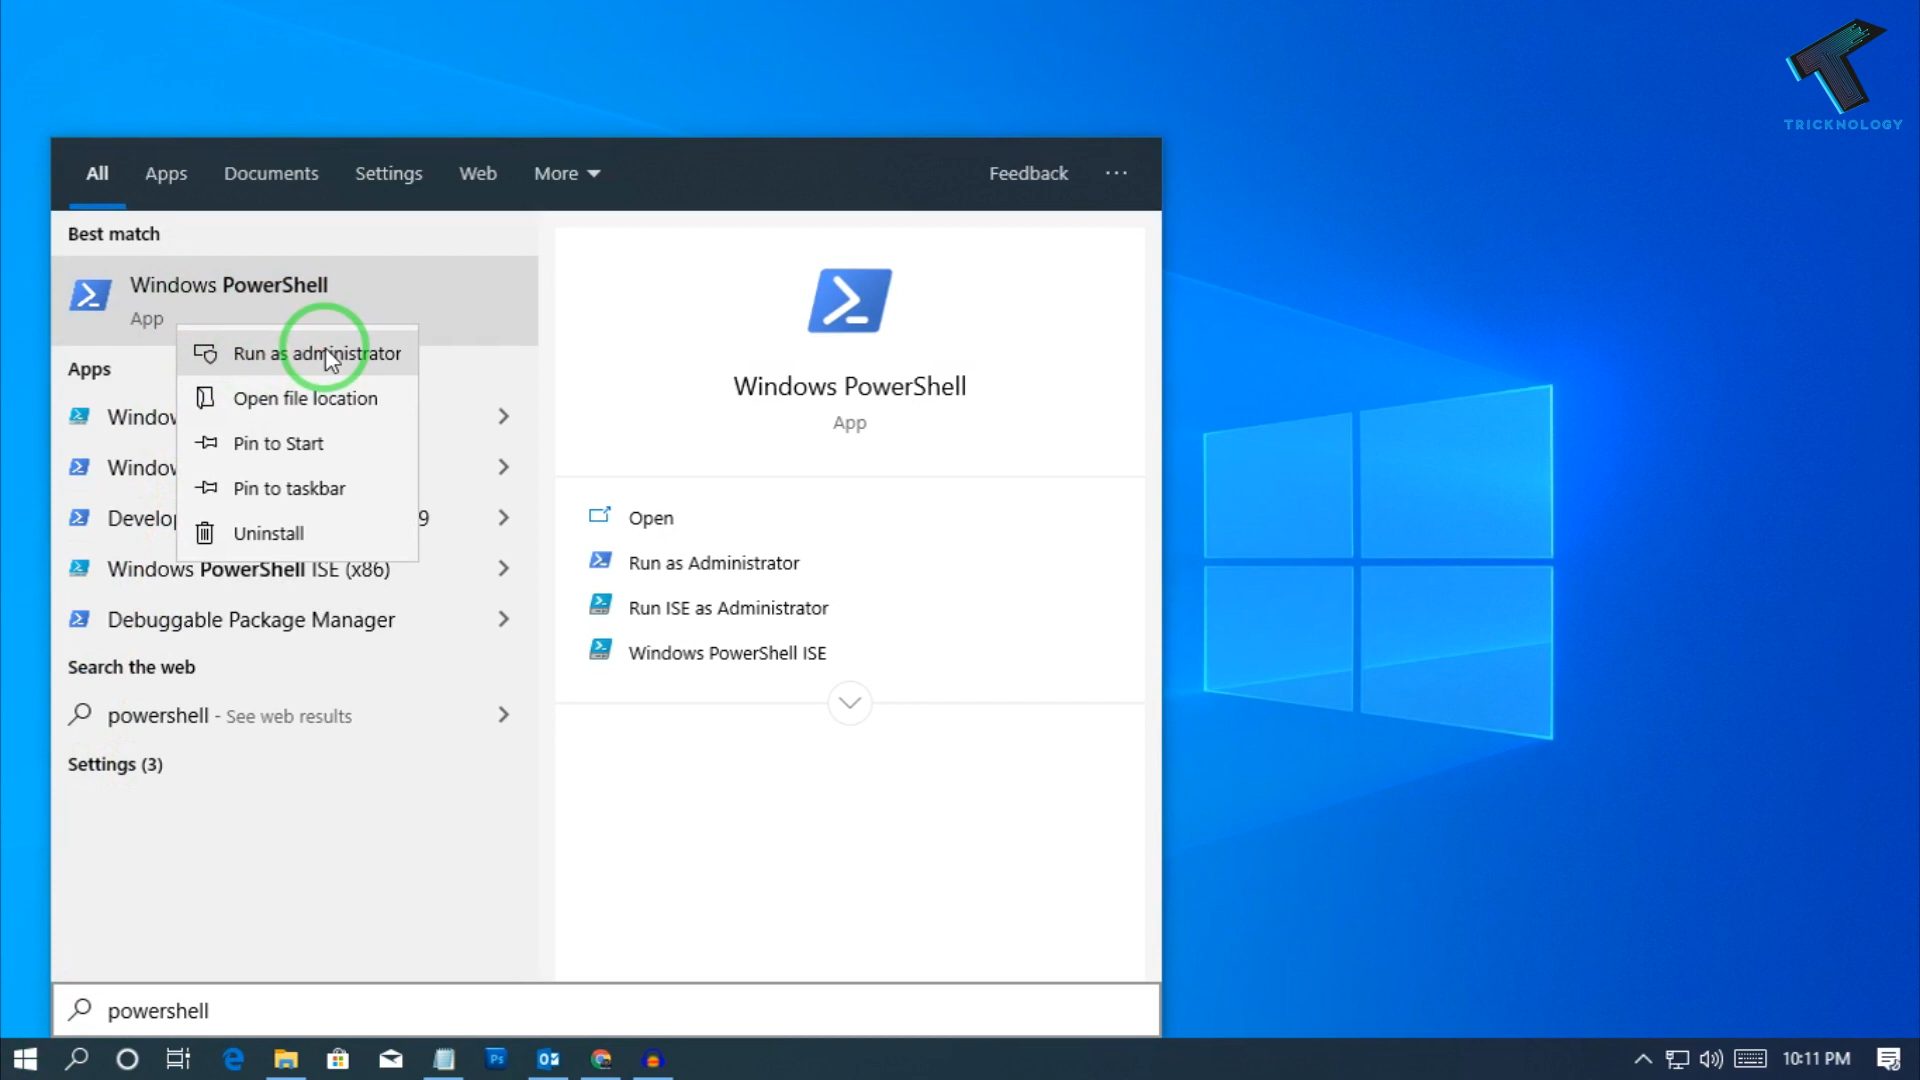 TRICKNOLOGY
All Apps Documents Settings Web More Feedback
Best match
Windows PowerShell
App
Run as administrator
Open file location
Pin to Start
Pin to taskbar
Uninstall
Apps
9
Windows PowerShell ISE (x86)
Debuggable Package Manager
Search the web
powershell - See web results
Settings (3)
Windows PowerShell
App
Open
Run as Administrator
Run ISE as Administrator
Windows PowerShell ISE
powershell
Ps
10:11 PM